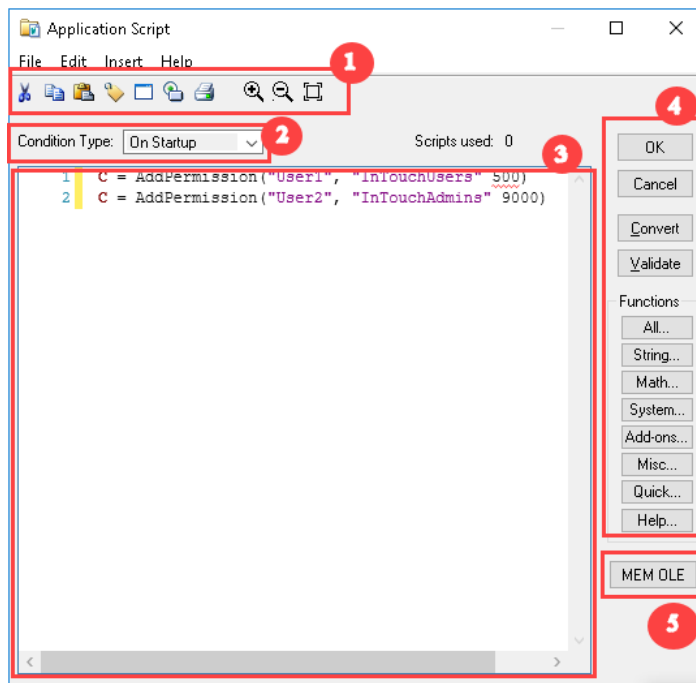 Application Script
File Edit Insert Help
1
Condition Type: On Startup
2
Scripts used: 0
3
4
1 C = AddPermission("User1", "InTouchUsers" 500)
2 C = AddPermission("User2", "InTouchAdmins" 9000)
OK
Cancel
Convert
Validate
Functions
All...
String...
Math...
System...
Add-ons...
Misc...
Quick...
Help...
MEM OLE
5